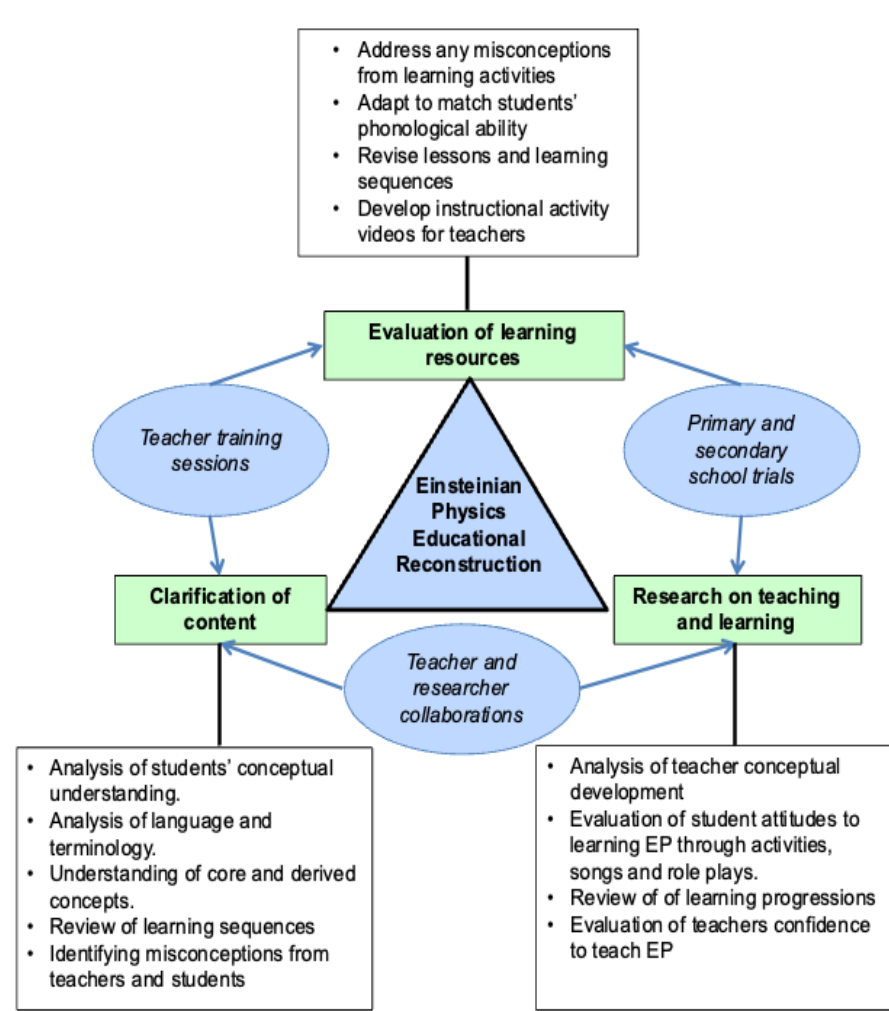 • Address any misconceptions
from learning activities
• Adapt to match students'
phonological ability
• Revise lessons and learning
sequences
• Develop instructional activity
videos for teachers
Evaluation of learning
resources
Teacher training
sessions
Primary and
secondary
school trials
Einsteinian
Physics
Educational
Reconstruction
Clarification of
content
Research on teaching
and learning
Teacher and
researcher
collaborations
• Analysis of students' conceptual
understanding.
• Analysis of language and
terminology.
• Understanding of core and derived
concepts.
• Review of learning sequences
• Identifying misconceptions from
teachers and students
• Analysis of teacher conceptual
development
• Evaluation of student attitudes to
learning EP through activities,
songs and role plays.
• Review of of learning progressions
• Evaluation of teachers confidence
to teach EP